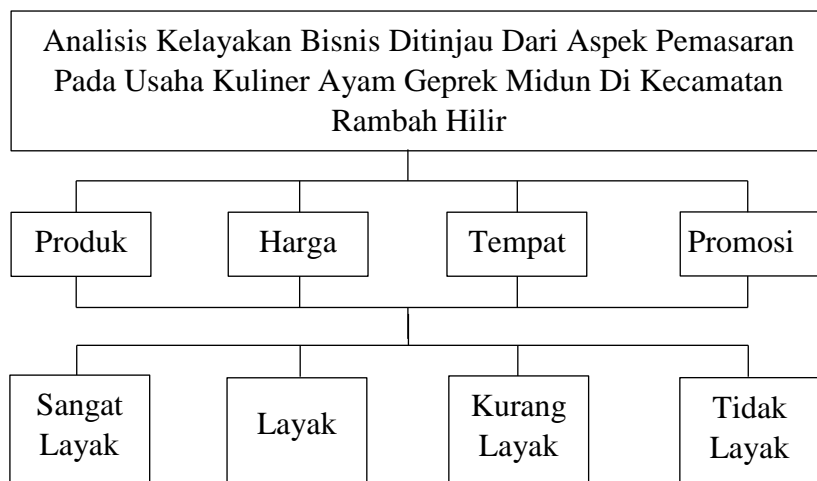 Analisis Kelayakan Bisnis Ditinjau Dari Aspek Pemasaran
Pada Usaha Kuliner Ayam Geprek Midun Di Kecamatan
Rambah Hilir
Produk
Harga
Tempat
Promosi
Sangat
Layak
Layak
Kurang
Layak
Tidak
Layak